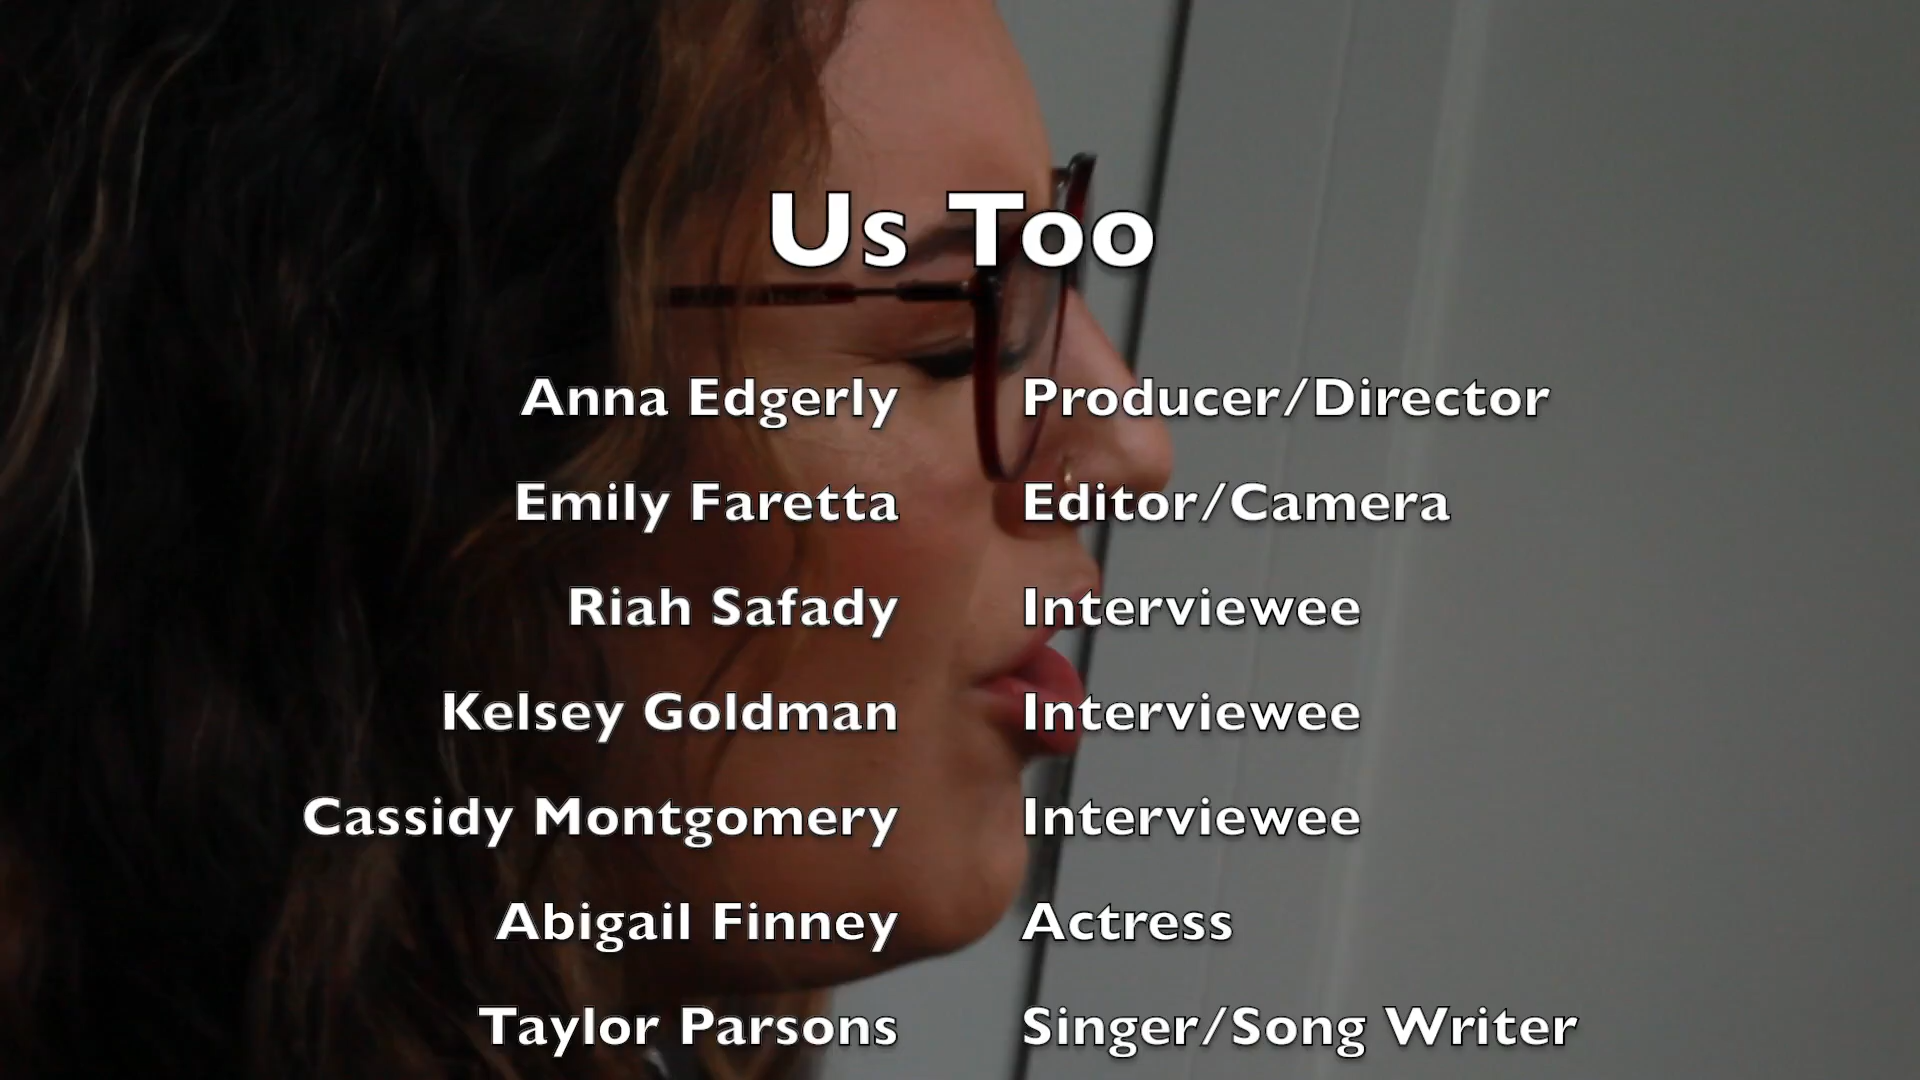 Us Too
Anna Edgerly Producer/Director
Emily Faretta Editor/Camera
Riah Safady Interviewee
Kelsey Goldman Interviewee
Cassidy Montgomery Interviewee
Abigail Finney Actress
Taylor Parsons Singer/Song Writer